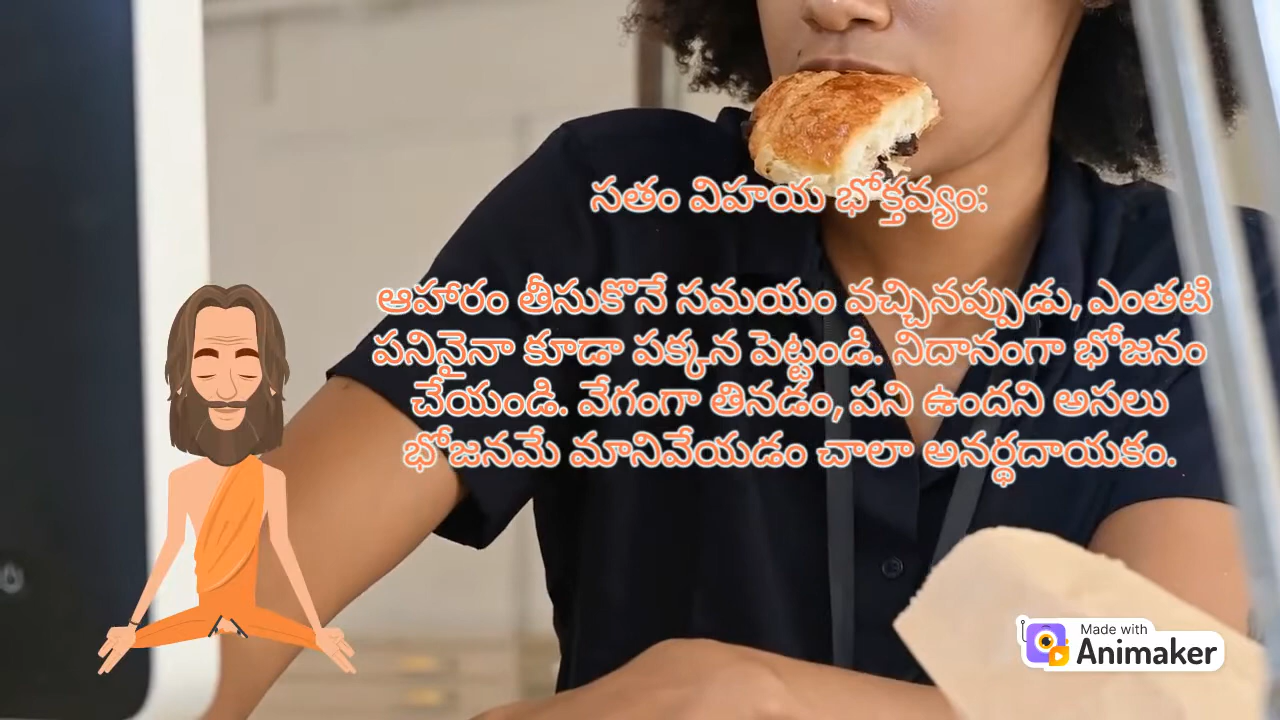 సతం విహయ భోక్తవ్యం:
ఆహారం తీసుకొనే సమయం వచ్చినప్పుడు, ఎంతటి
పనినైనా కూడా పక్కన పెట్టండి. నిదానంగా భోజనం
చేయండి. వేగంగా తినడం, పని ఉందని అసలు
భోజనమే మానివేయడం చాలా అనర్థదాయకం.
Made with
Animaker